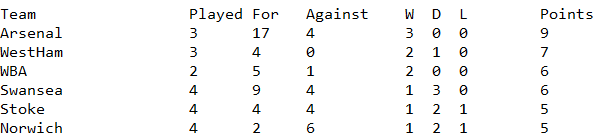 Team Played For Against W D L Points
Arsenal 3 17 4 3 0 0 9
WestHam 3 4 0 2 1 0 7
WBA 2 5 1 2 0 0 6
Swansea 4 9 4 1 3 0 6
Stoke 4 4 4 1 2 1 5
Norwich 4 2 6 1 2 1 5